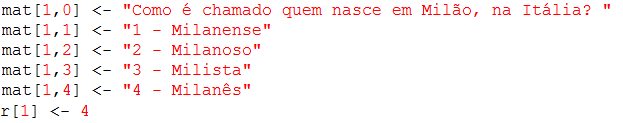 mat[1,0] <- "Como é chamado quem nasce em Milão, na Itália? "
mat[1,1] <- "1 - Milanense"
mat[1,2] <- "2 - Milanoso"
mat[1,3] <- "3 - Milista"
mat[1,4] <- "4 - Milanês"
r[1] <- 4